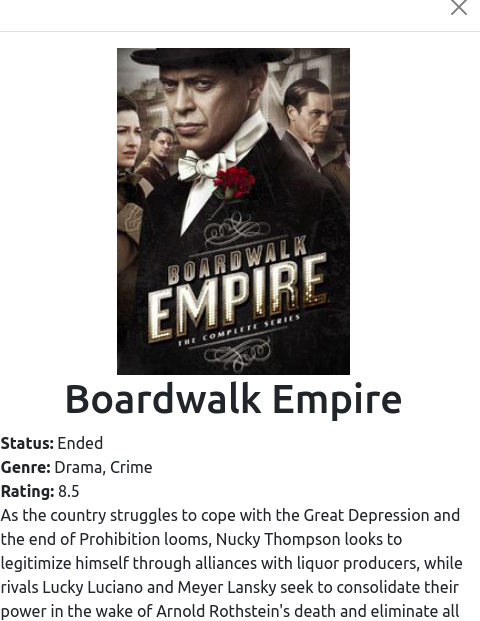 BOARDWALK
EMPIRE
THE COMPLETE SERIES
Boardwalk Empire
Status: Ended
Genre: Drama, Crime
Rating: 8.5
As the country struggles to cope with the Great Depression and
the end of Prohibition looms, Nucky Thompson looks to
legitimize himself through alliances with liquor producers, while
rivals Lucky Luciano and Meyer Lansky seek to consolidate their
power in the wake of Arnold Rothstein's death and eliminate all